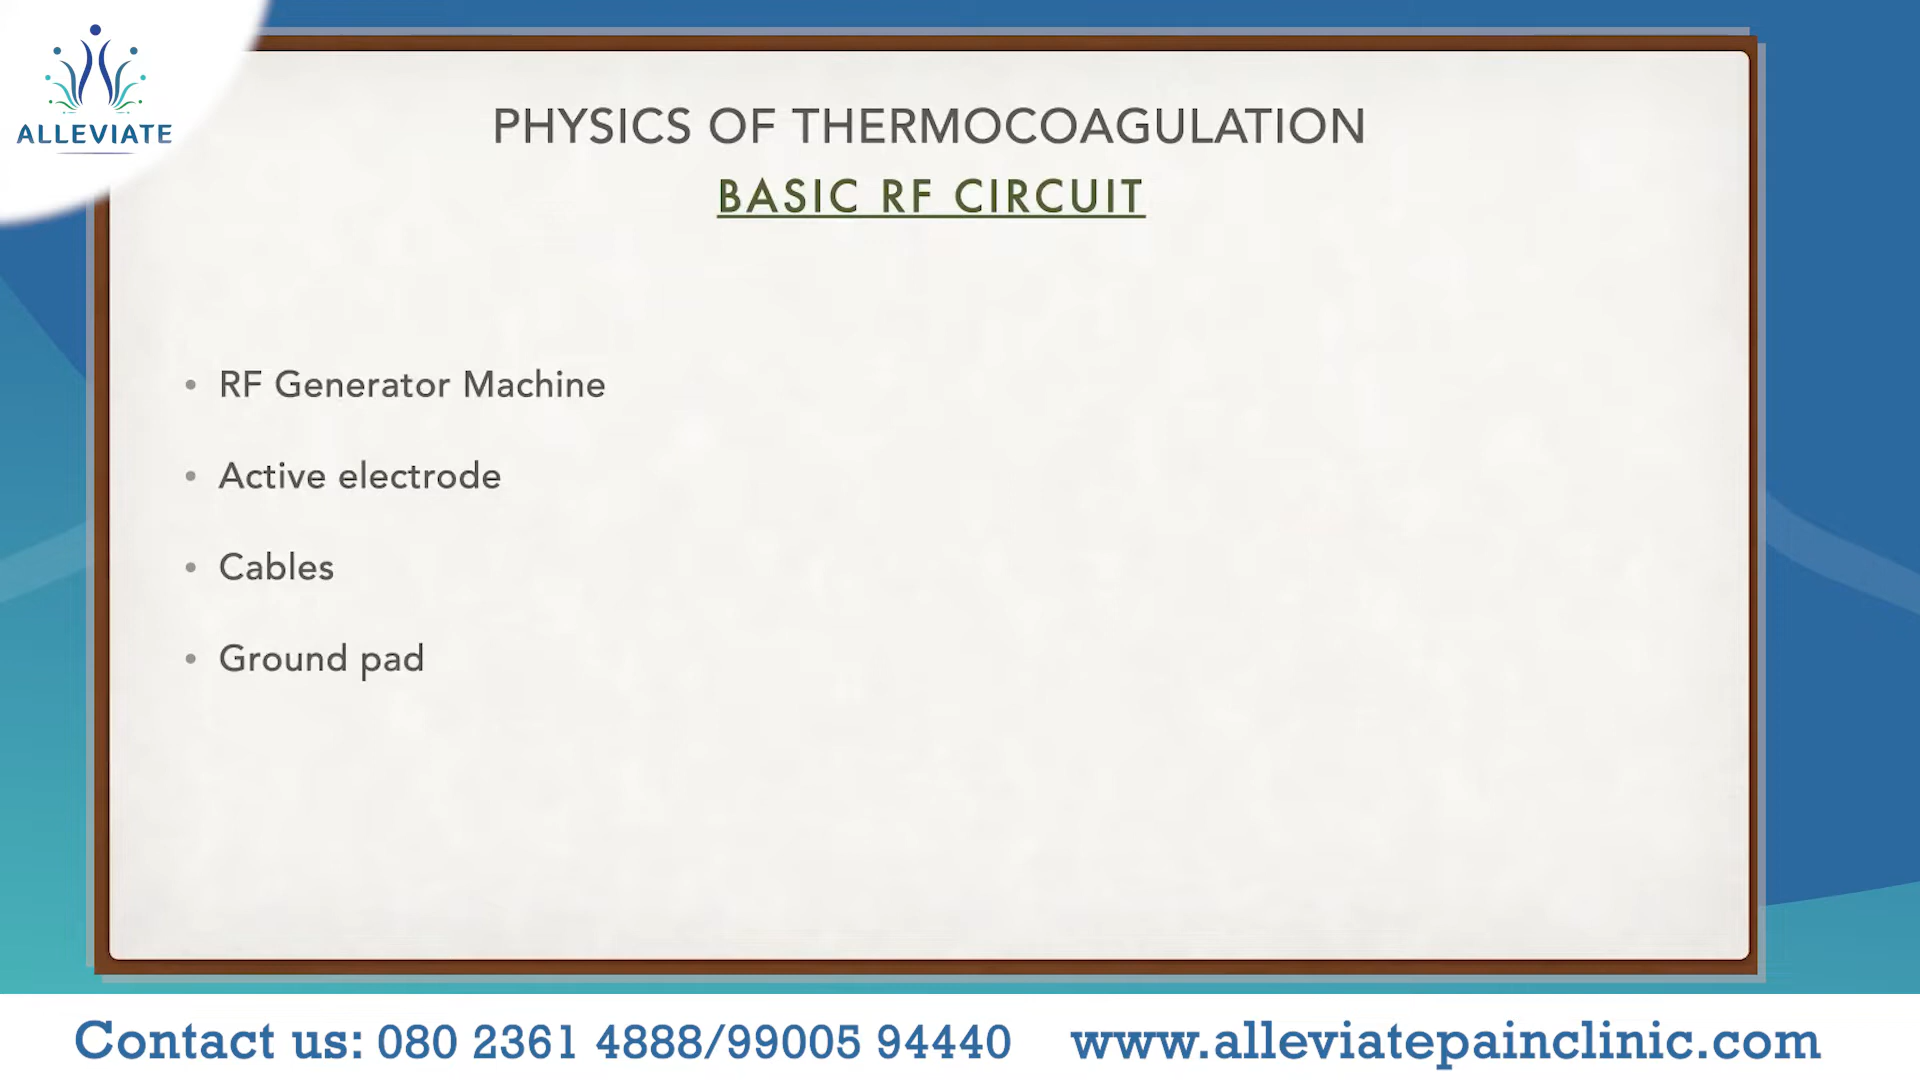 ALLEVIATE
PHYSICS OF THERMOCOAGULATION
BASIC RF CIRCUIT
• RF Generator Machine
• Active electrode
• Cables
• Ground pad
Contact us: 080 2361 4888/99005 94440 www.alleviatepainclinic.com